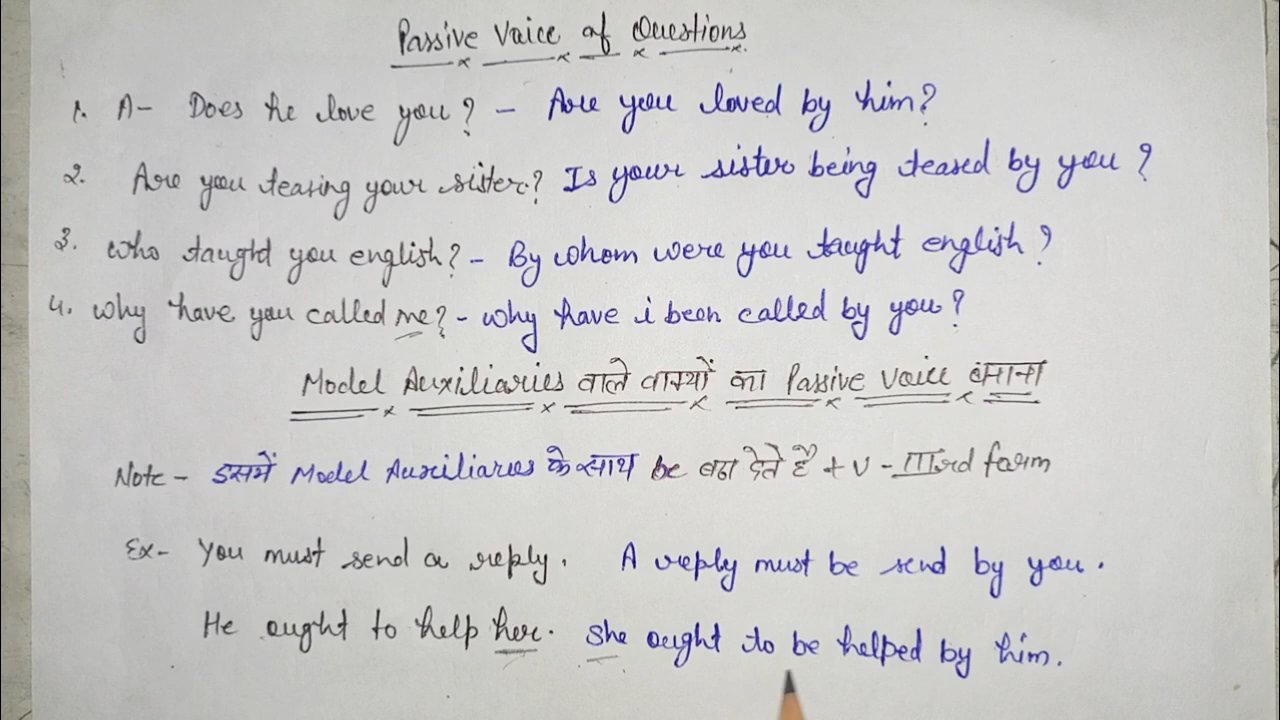 Passive Voice of Questions
1. A- Does he love you? - Are you loved by him?
2. Are you teasing your sister? Is your sister being teased by you?
3. Who taught you english? - By whom were you taught english?
4. Why have you called me? - Why have i been called by you?
Model Auxiliaries वाले वाक्यों का Passive Voice बनाना
Note - इसमें Model Auxiliaries के साथ be बढा देते हैं + V - IIIrd form
Ex- You must send a reply. A reply must be send by you.
He ought to help her. She ought to be helped by him.